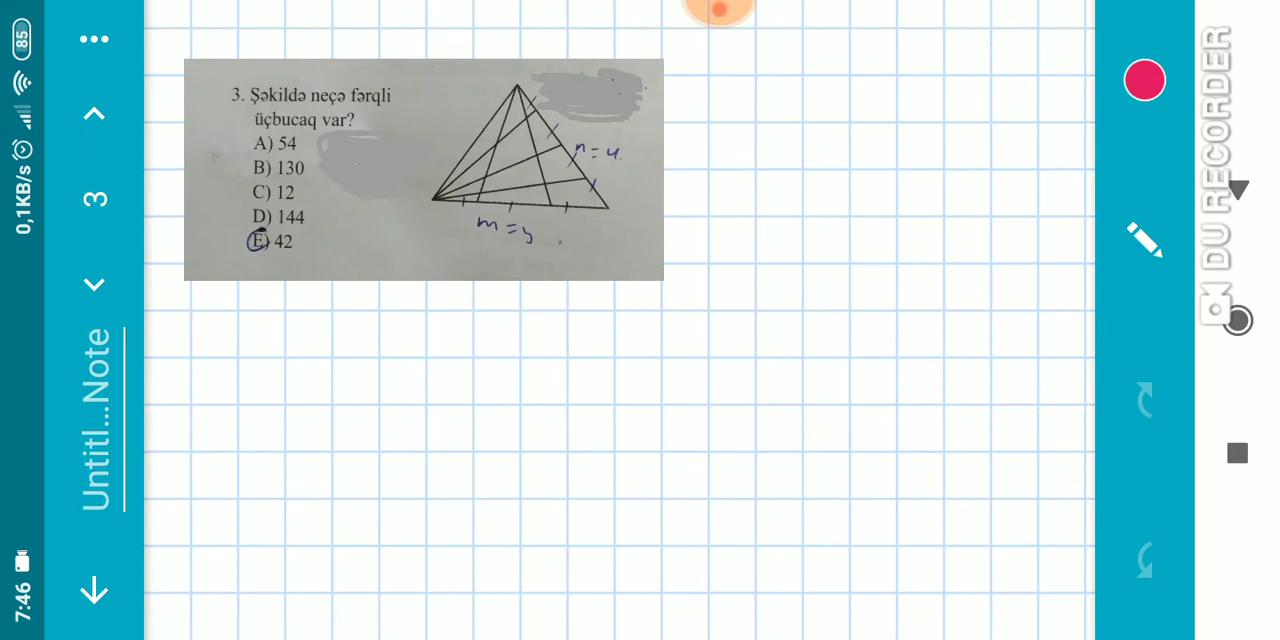 0,1KB/s
85
7:46
Untitl...Note
3
3. Şəkildə neçə fərqli
üçbucaq var?
A) 54
B) 130
C) 12
D) 144
E) 42
n = 4
m = 3
DU RECORDER